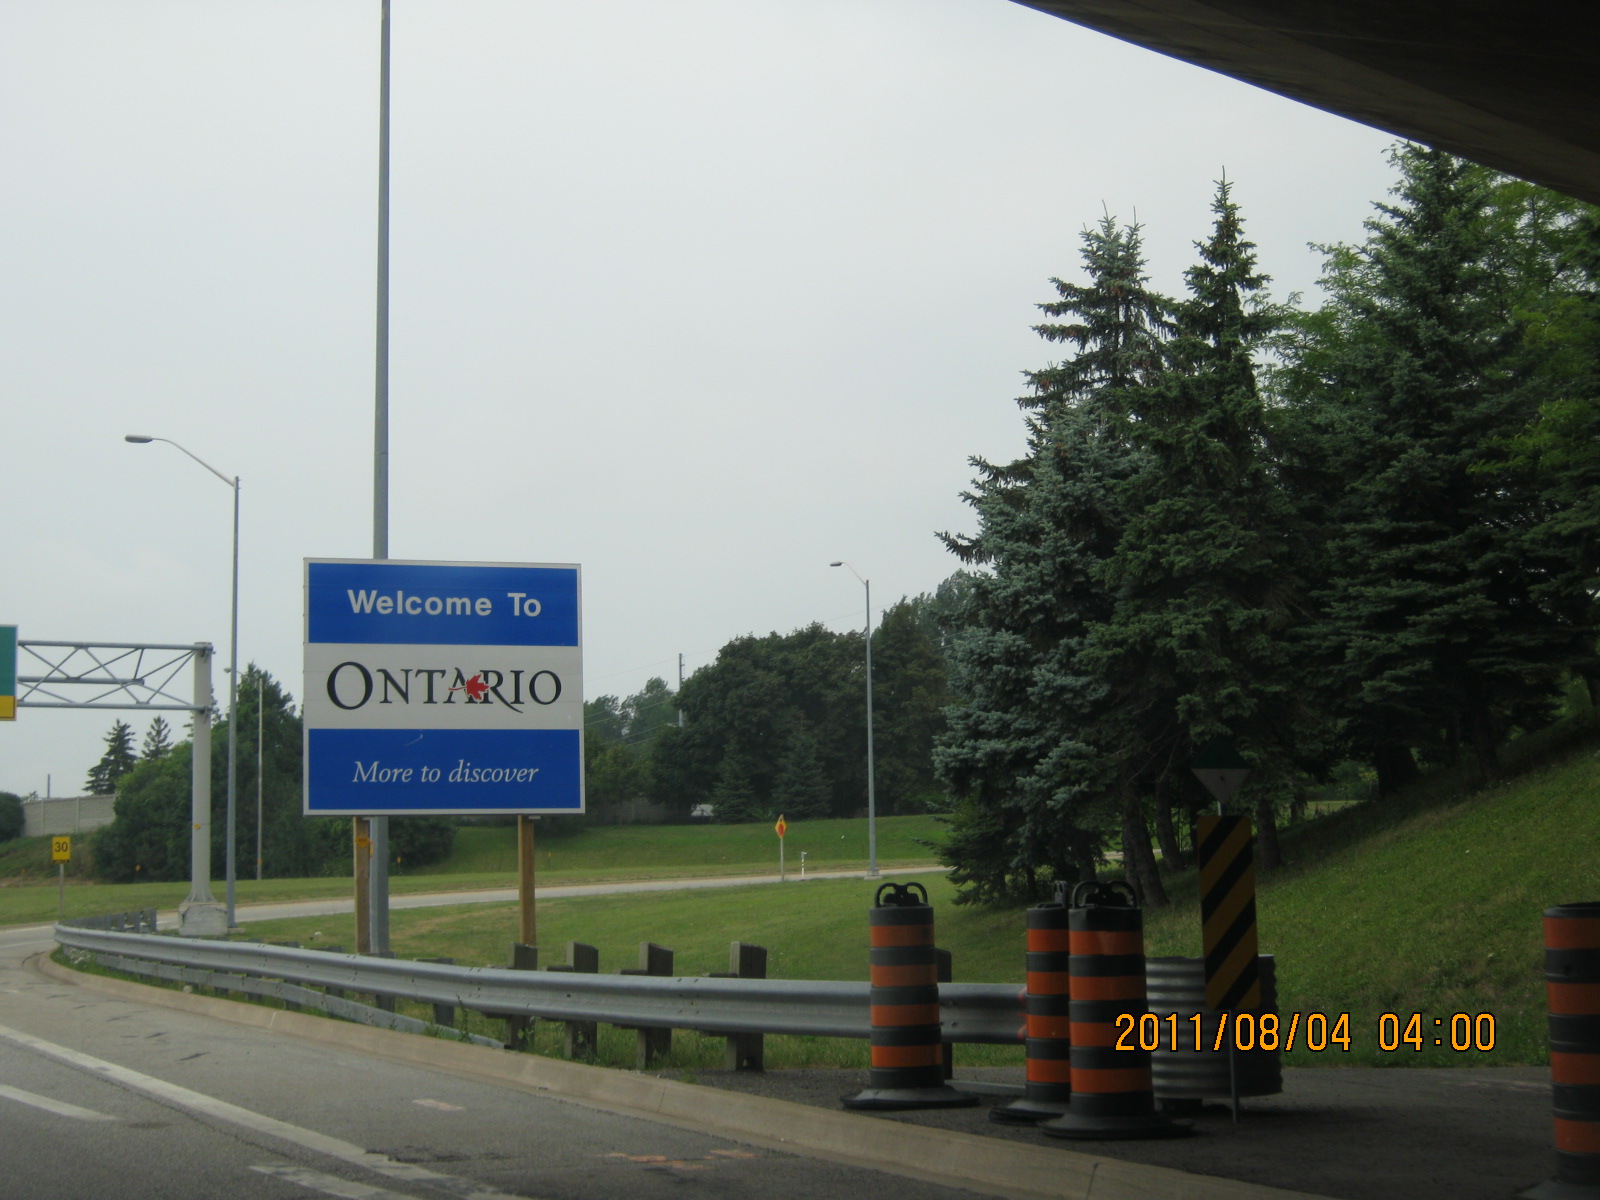 Welcome To
ONTARIO
More to discover
30
2011/08/04 04:00